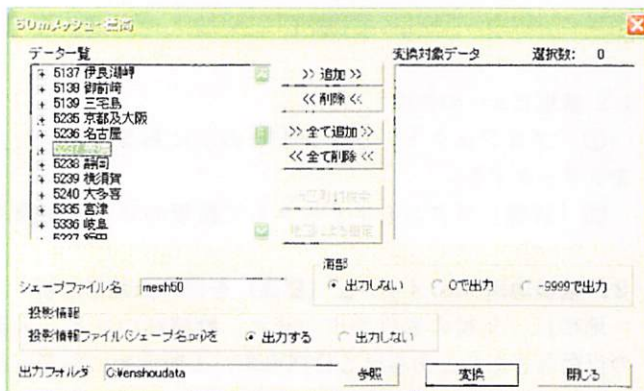 50mメッシュ標高
データ一覧
変換対象データ 選択数: 0
5137 伊良湖岬
5138 御前崎
5139 三宅島
5235 京都及大阪
5236 名古屋
5238 静岡
5239 横須賀
5240 大多喜
5335 宮津
5336 岐阜
5337 飯田
>> 追加 >>
<< 削除 <<
>> 全て追加 >>
<< 全て削除 <<
海部
シェープファイル名 mesh50
出力しない 0で出力 -9999で出力
投影情報
投影情報ファイル(シェープ名.prj)を 出力する 出力しない
出力フォルダ C:¥enshoudata 参照 変換 閉じる